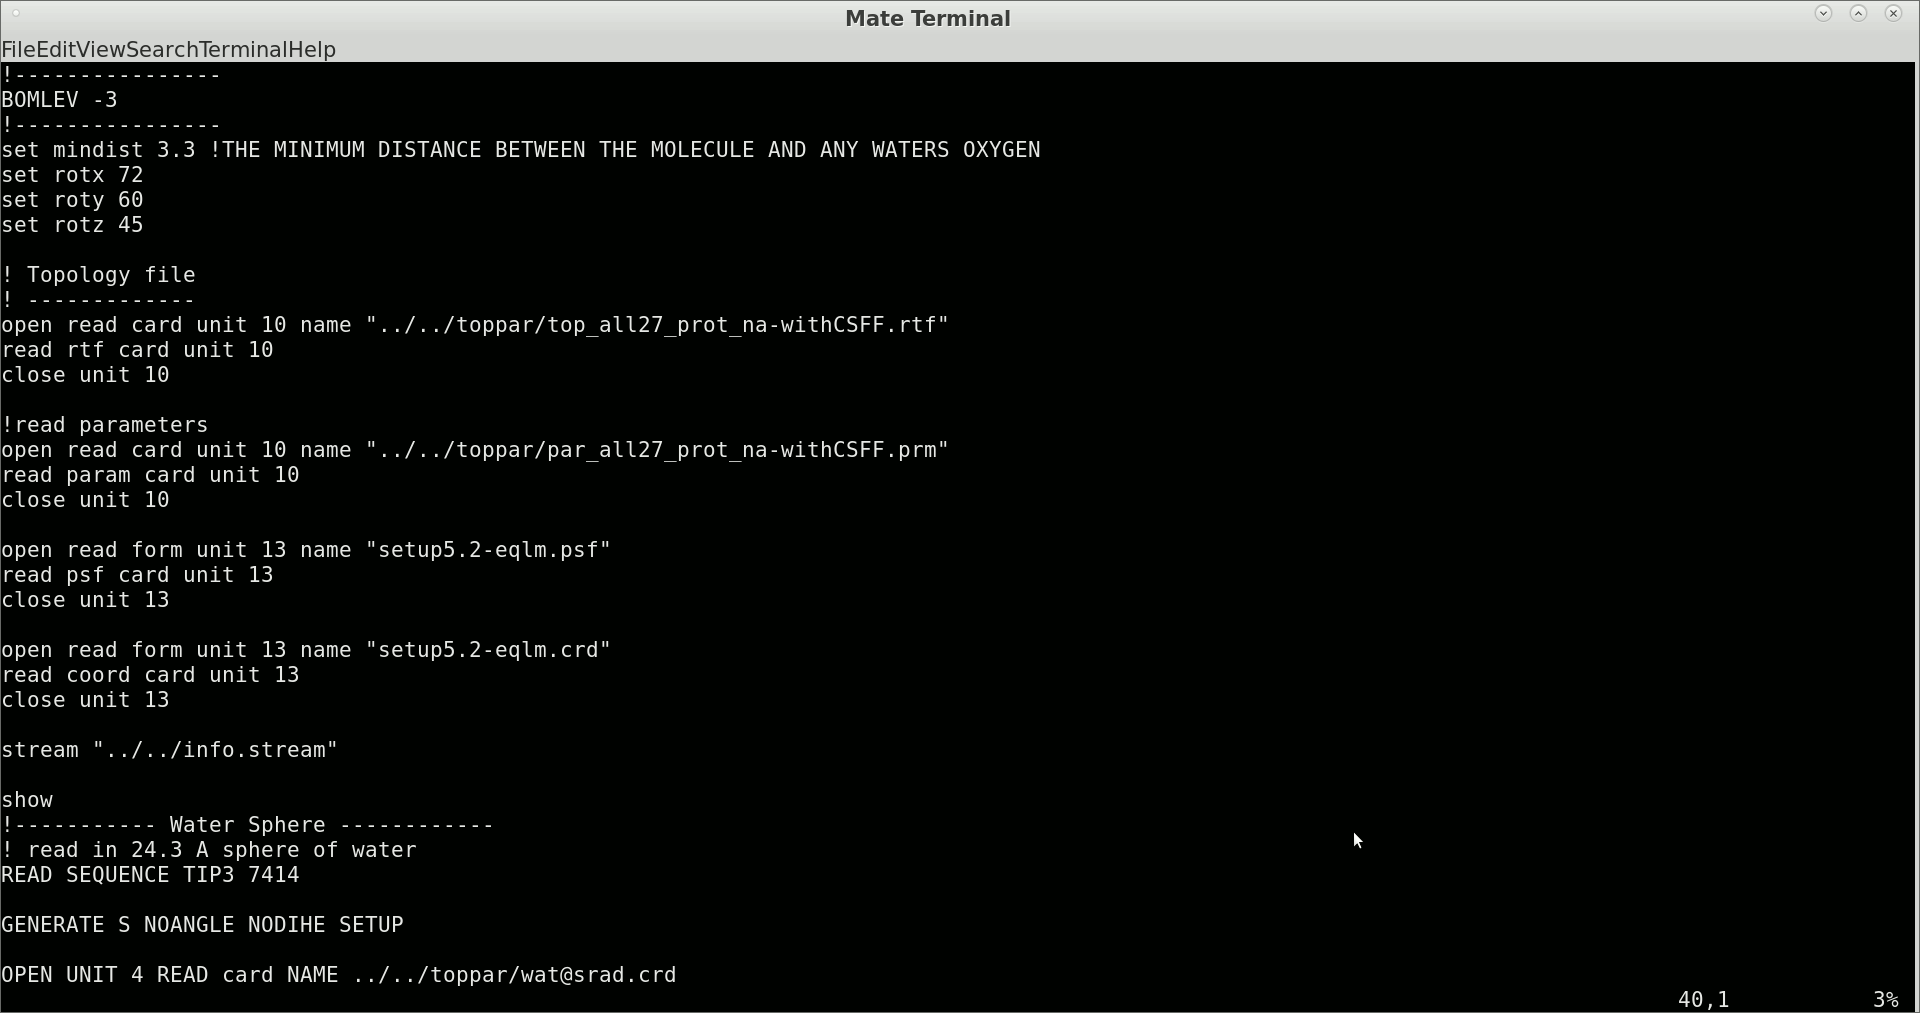 Mate Terminal
File Edit View Search Terminal Help
!----------------
BOMLEV -3
!----------------
set mindist 3.3 !THE MINIMUM DISTANCE BETWEEN THE MOLECULE AND ANY WATERS OXYGEN
set rotx 72
set roty 60
set rotz 45
! Topology file
! -------------
open read card unit 10 name "../../toppar/top_all27_prot_na-withCSFF.rtf"
read rtf card unit 10
close unit 10
!read parameters
open read card unit 10 name "../../toppar/par_all27_prot_na-withCSFF.prm"
read param card unit 10
close unit 10
open read form unit 13 name "setup5.2-eqlm.psf"
read psf card unit 13
close unit 13
open read form unit 13 name "setup5.2-eqlm.crd"
read coord card unit 13
close unit 13
stream "../../info.stream"
show
!----------- Water Sphere ------------
! read in 24.3 A sphere of water
READ SEQUENCE TIP3 7414
GENERATE S NOANGLE NODIHE SETUP
OPEN UNIT 4 READ card NAME ../../toppar/wat@srad.crd
40,1 3%